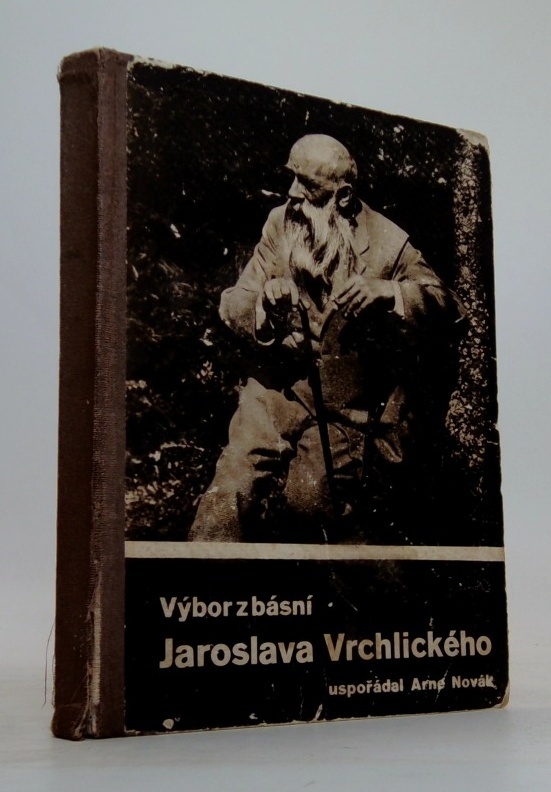 Výbor z básní
Jaroslava Vrchlického
uspořádal Arne Novák